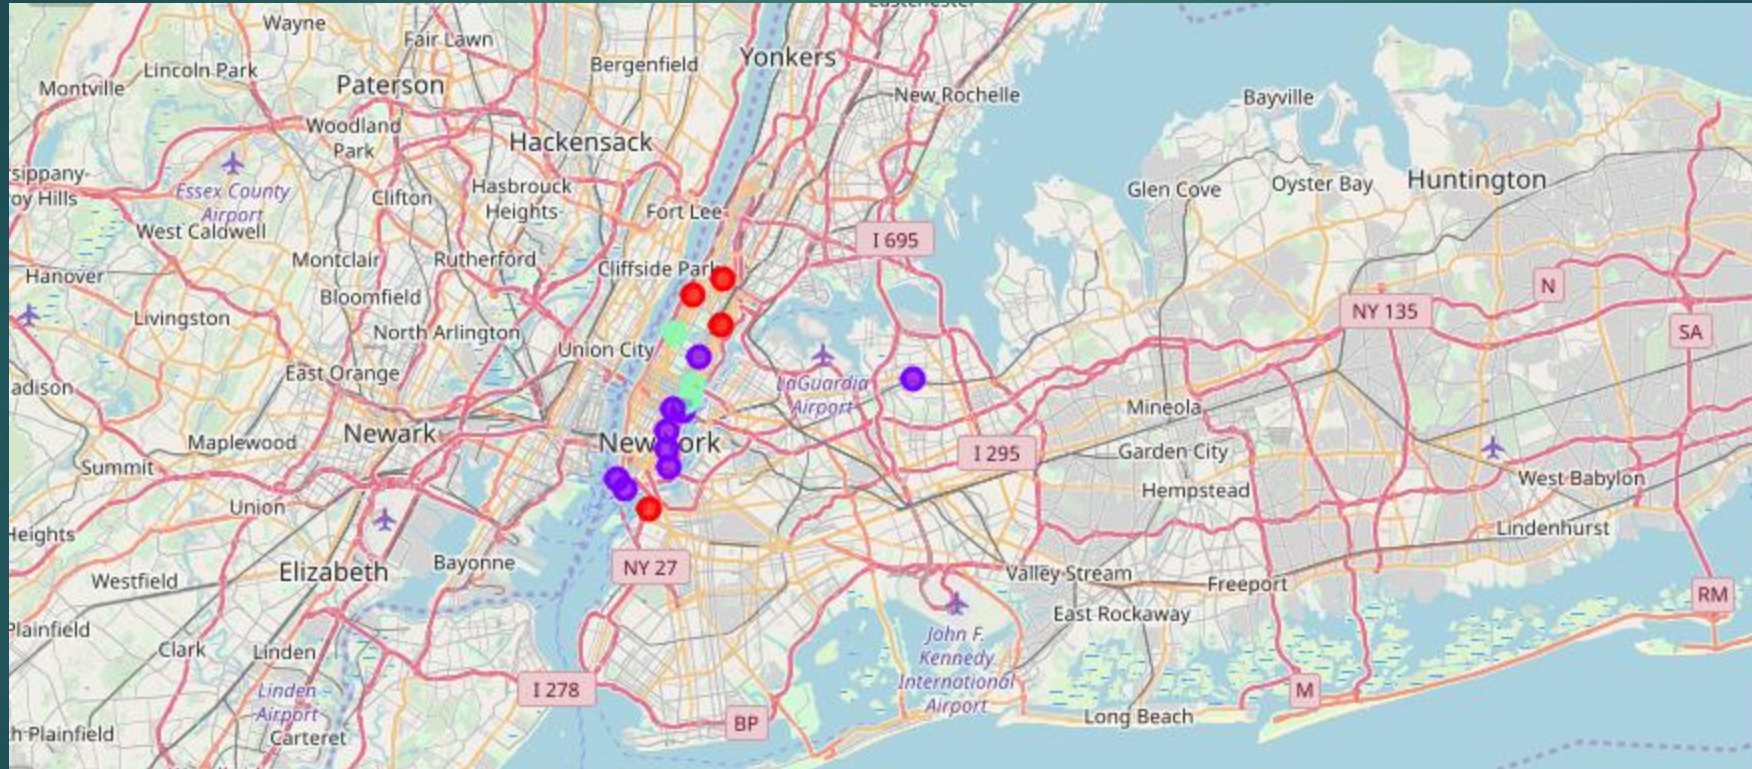 Eastchester
Wayne
Fair Lawn
Bergenfield
Yonkers
Lincoln Park
Montville
Paterson
New Rochelle
Bayville
Woodland
Park
Hackensack
rsippany-
oy Hills
Essex County
Airport
Clifton
Hasbrouck
Heights
Fort Lee
Glen Cove
Oyster Bay
Huntington
West Caldwell
I 695
Montclair
Rutherford
Cliffside Park
Hanover
Bloomfield
N
Livingston
North Arlington
NY 135
SA
Union City
East Orange
adison
LaGuardia
Airport
Mineola
Newark
Maplewood
New York
I 295
Garden City
Summit
West Babylon
Hempstead
Union
Lindenhurst
Heights
Bayonne
NY 27
Elizabeth
Valley Stream
Freeport
Westfield
RM
East Rockaway
Plainfield
Clark
Linden
John F.
Kennedy
International
Airport
I 278
M
Linden
Airport
Long Beach
BP
h Plainfield
Carteret